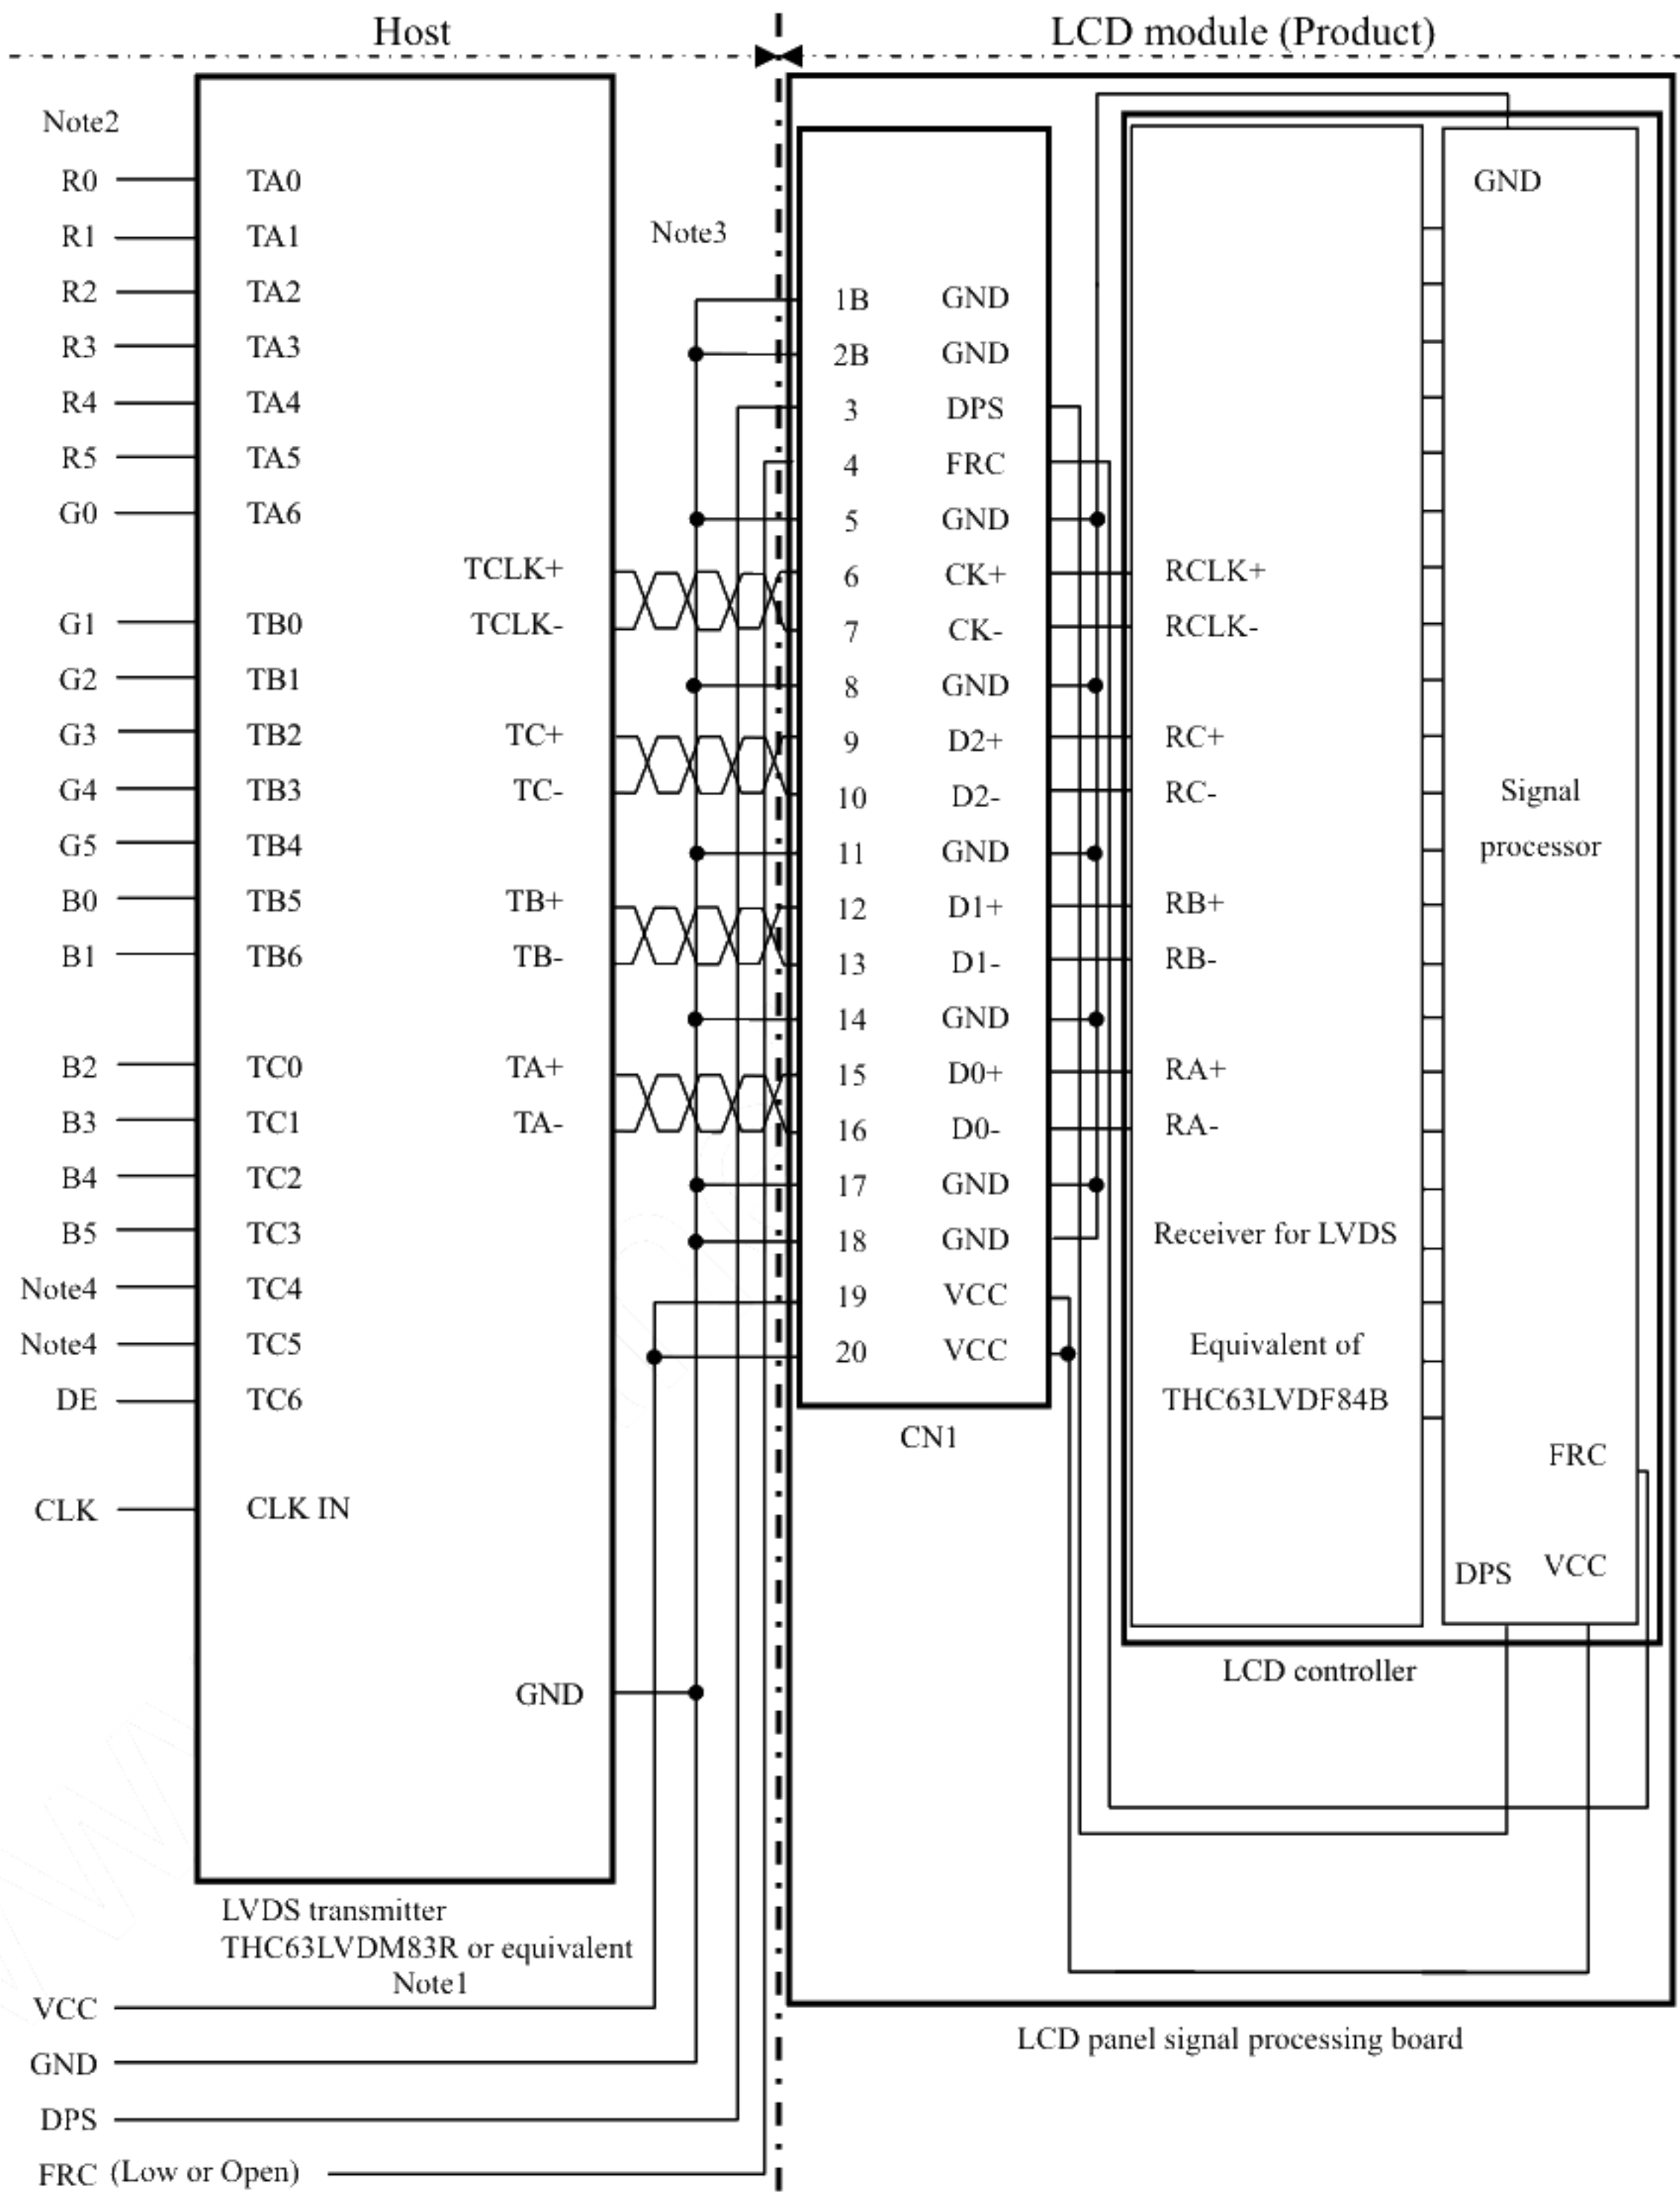 Host LCD module (Product)
Note2
R0 TA0 GND
R1 TA1 Note3
R2 TA2 1B GND
R3 TA3 2B GND
R4 TA4 3 DPS
R5 TA5 4 FRC
G0 TA6 5 GND
TCLK+ 6 CK+ RCLK+
G1 TB0 TCLK- 7 CK- RCLK-
G2 TB1 8 GND
G3 TB2 TC+ 9 D2+ RC+
G4 TB3 TC- 10 D2- RC- Signal
G5 TB4 11 GND processor
B0 TB5 TB+ 12 D1+ RB+
B1 TB6 TB- 13 D1- RB-
14 GND
B2 TC0 TA+ 15 D0+ RA+
B3 TC1 TA- 16 D0- RA-
B4 TC2 17 GND
B5 TC3 18 GND Receiver for LVDS
Note4 TC4 19 VCC
Note4 TC5 20 VCC Equivalent of
DE TC6 THC63LVDF84B
CN1
FRC
CLK CLK IN
DPS VCC
LCD controller
GND
LVDS transmitter
THC63LVDM83R or equivalent
Note1
VCC
LCD panel signal processing board
GND
DPS
FRC (Low or Open)